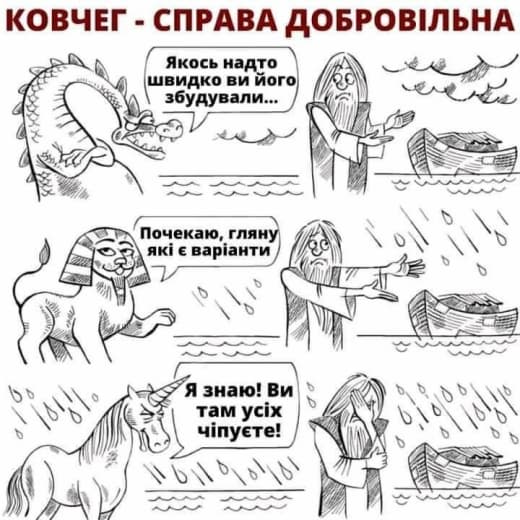 КОВЧЕГ - СПРАВА ДОБРОВІЛЬНА
Якось надто
швидко ви його
збудували...
Почекаю, гляну
які є варіанти
Я знаю! Ви
там усіх
чіпуєте!